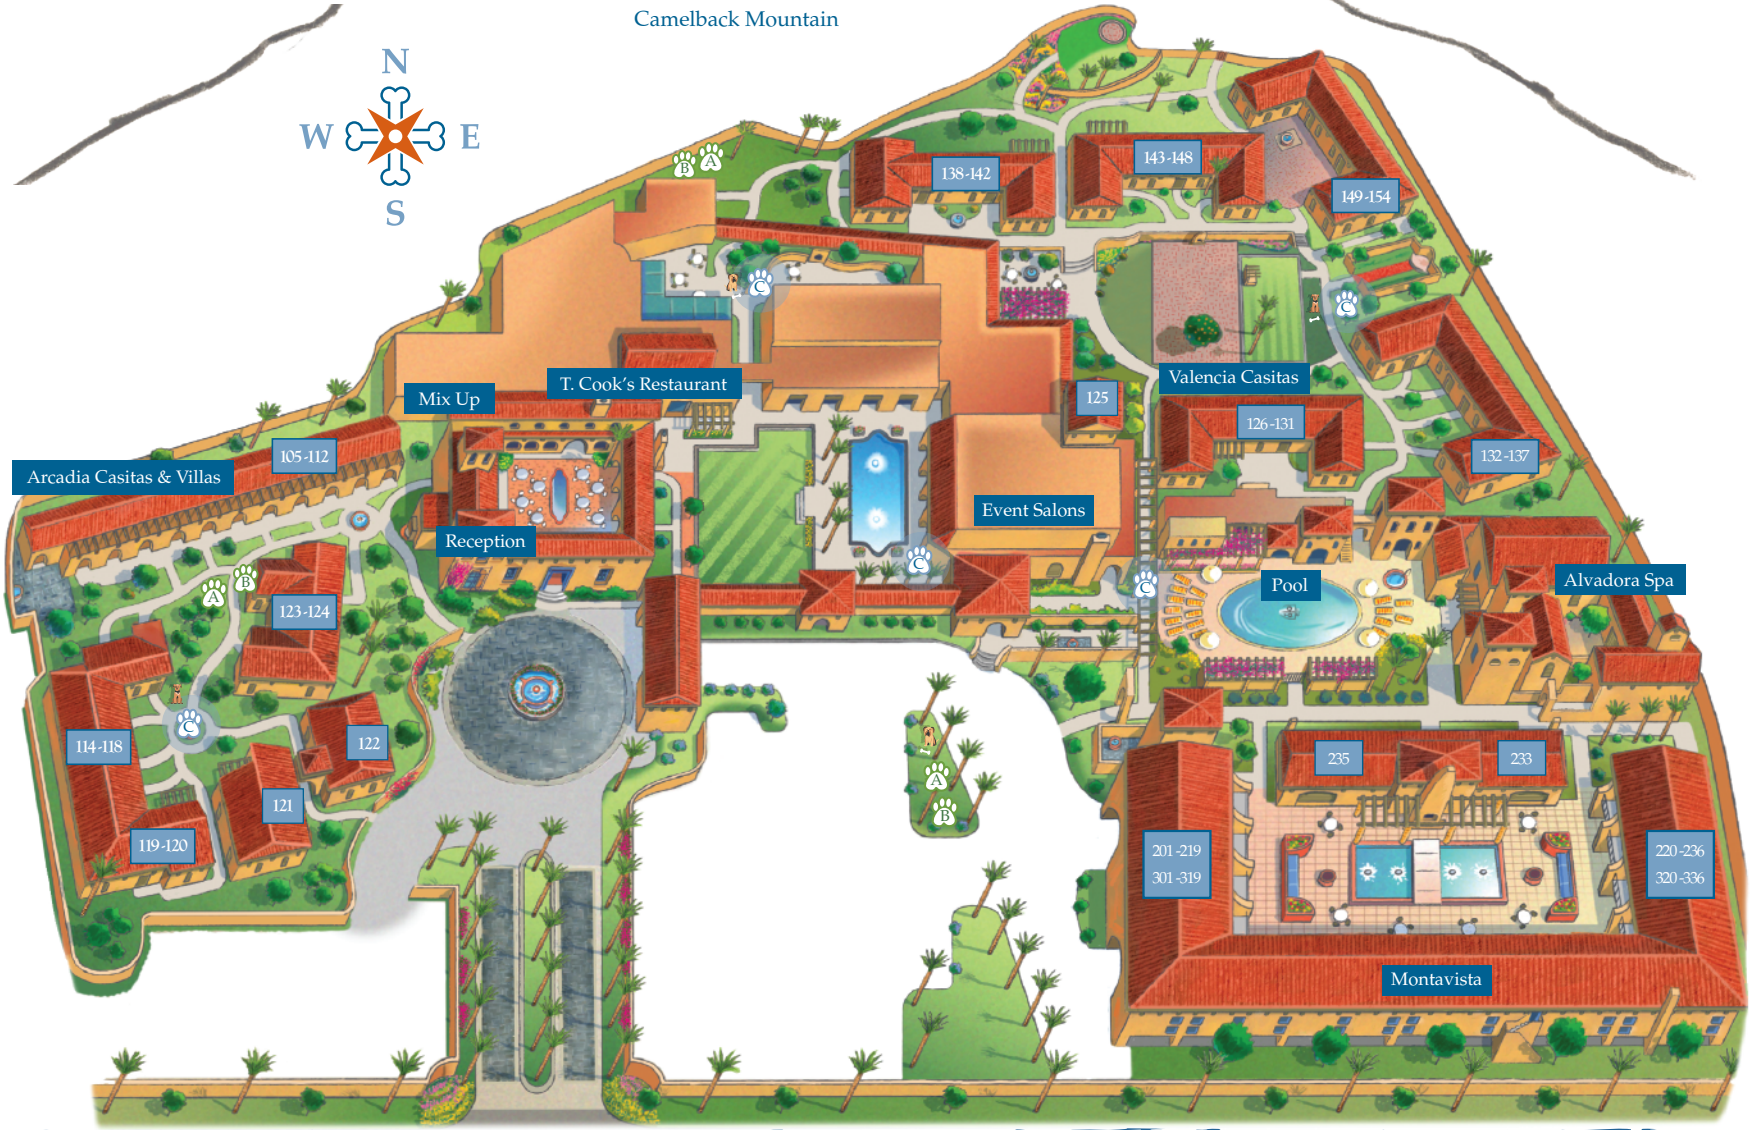 Camelback Mountain
N
W
E
S
B
A
138-142
143-148
149-154
C
C
Mix Up
T. Cook's Restaurant
Valencia Casitas
125
126-131
132-137
105-112
Arcadia Casitas & Villas
Reception
Event Salons
C
C
Pool
Alvadora Spa
A
B
123-124
C
114-118
122
121
119-120
A
B
235
233
201-219
301-319
220-236
320-336
Montavista